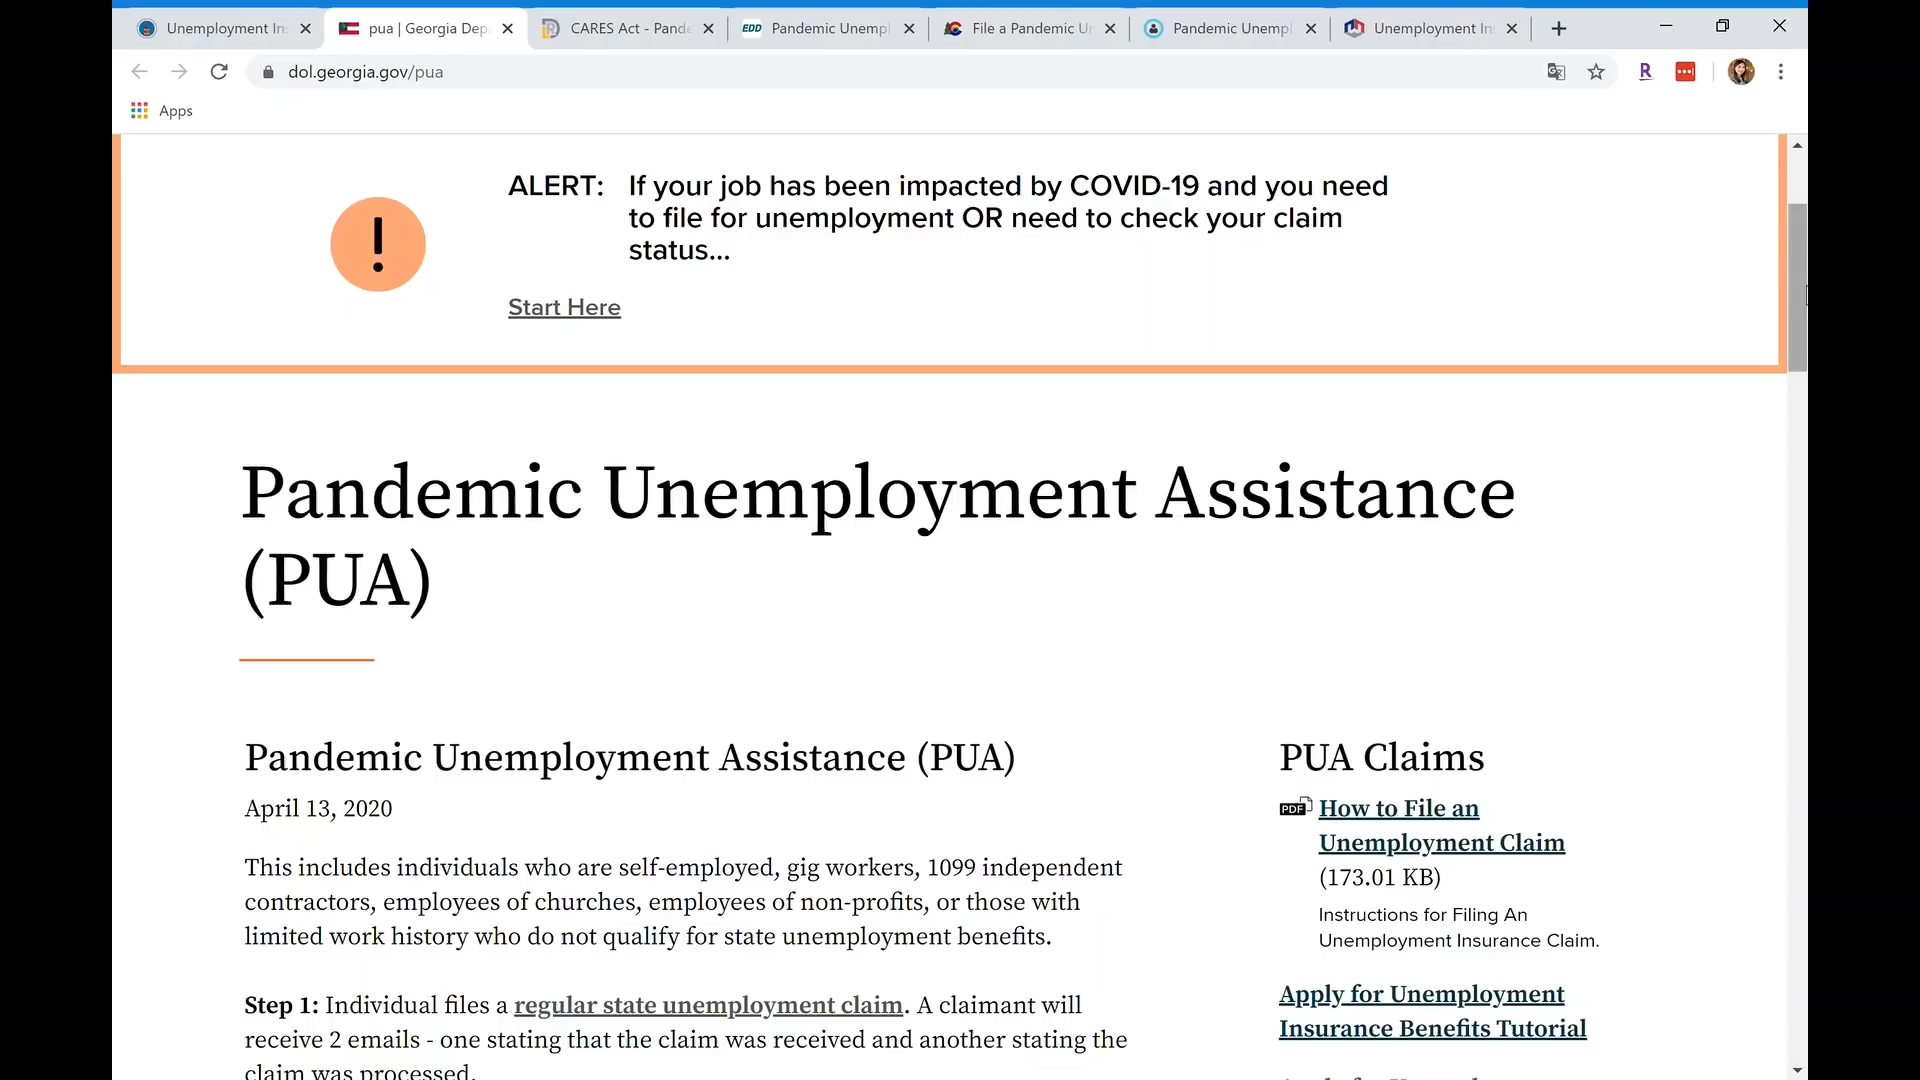 Unemployment In
pua | Georgia Dep
CARES Act - Pande
EDD Pandemic Unempl
File a Pandemic U
Pandemic Unempl
Unemployment In
dol.georgia.gov/pua
R
Apps
ALERT: If your job has been impacted by COVID-19 and you need
to file for unemployment OR need to check your claim
status...
Start Here
Pandemic Unemployment Assistance
(PUA)
Pandemic Unemployment Assistance (PUA)
April 13, 2020
This includes individuals who are self-employed, gig workers, 1099 independent
contractors, employees of churches, employees of non-profits, or those with
limited work history who do not qualify for state unemployment benefits.
Step 1: Individual files a regular state unemployment claim. A claimant will
receive 2 emails - one stating that the claim was received and another stating the
claim was processed.
PUA Claims
PDF How to File an
Unemployment Claim
(173.01 KB)
Instructions for Filing An
Unemployment Insurance Claim.
Apply for Unemployment
Insurance Benefits Tutorial